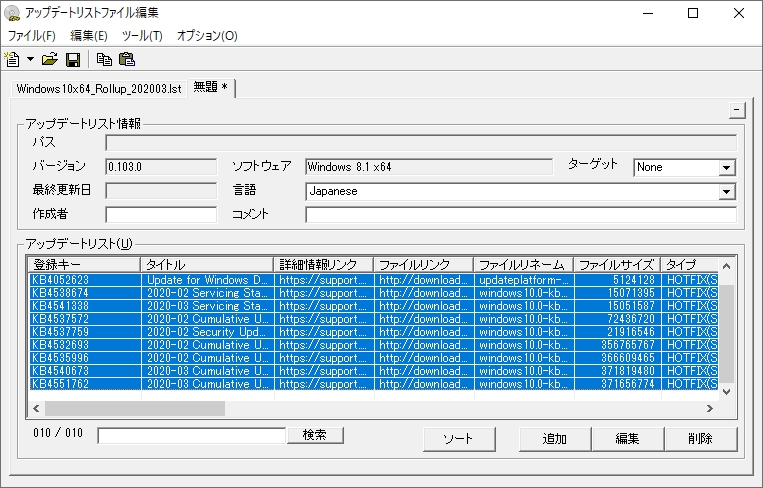 アップデートリストファイル編集
ファイル(F) 編集(E) ツール(T) オプション(O)
Windows10x64_Rollup_202003.lst 無題 *
-
アップデートリスト情報
パス
バージョン 0.103.0 ソフトウェア Windows 8.1 x64 ターゲット None
最終更新日 言語 Japanese
作成者 コメント
アップデートリスト(U)
登録キー タイトル 詳細情報リンク ファイルリンク ファイルリネーム ファイルサイズ タイプ
KB4052623 Update for Windows D... https://support.... http://download... updateplatform-... 5124128 HOTFIX(S
KB4538674 2020-02 Servicing Sta... https://support.... http://download... windows10.0-kb... 15071395 HOTFIX(S
KB4541338 2020-03 Servicing Sta... https://support.... http://download... windows10.0-kb... 15051587 HOTFIX(S
KB4537572 2020-02 Cumulative U... https://support.... http://download... windows10.0-kb... 72436720 HOTFIX(S
KB4537759 2020-02 Security Upd... https://support.... http://download... windows10.0-kb... 21916546 HOTFIX(S
KB4532693 2020-02 Cumulative U... https://support.... http://download... windows10.0-kb... 356765767 HOTFIX(S
KB4535996 2020-02 Cumulative U... https://support.... http://download... windows10.0-kb... 366609465 HOTFIX(S
KB4540673 2020-03 Cumulative U... https://support.... http://download... windows10.0-kb... 371819480 HOTFIX(S
KB4551762 2020-03 Cumulative U... https://support.... http://download... windows10.0-kb... 371656774 HOTFIX(S
010 / 010 検索 ソート 追加 編集 削除